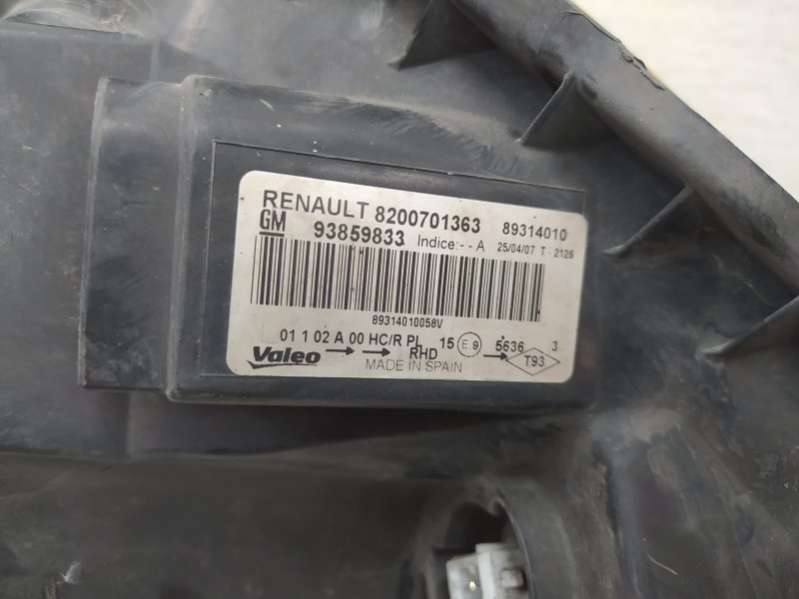 RENAULT 8200701363 89314010
GM 93859833 Indice:- - A 25/04/07 T 2126
89314010058V
01 1 02 A 00 HC/R PL 15 E9 5636 3
Valeo RHD T93
MADE IN SPAIN